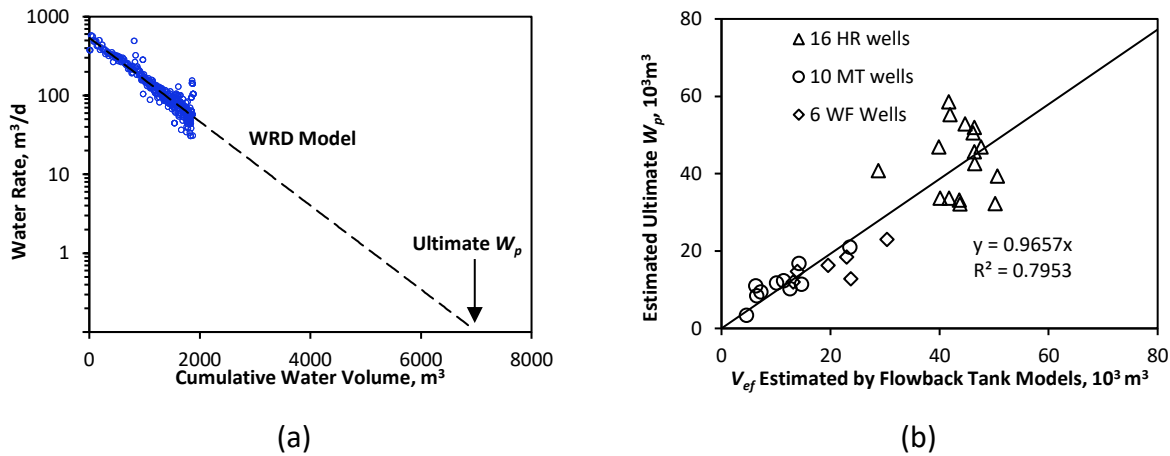 1000
100
10
1
Water Rate, m³/d
WRD Model
Ultimate Wp
0 2000 4000 6000 8000
Cumulative Water Volume, m³
(a)
80
60
40
20
0
Estimated Ultimate Wp, 10³m³
16 HR wells
10 MT wells
6 WF Wells
y = 0.9657x
R² = 0.7953
0 20 40 60 80
Vef Estimated by Flowback Tank Models, 10³ m³
(b)